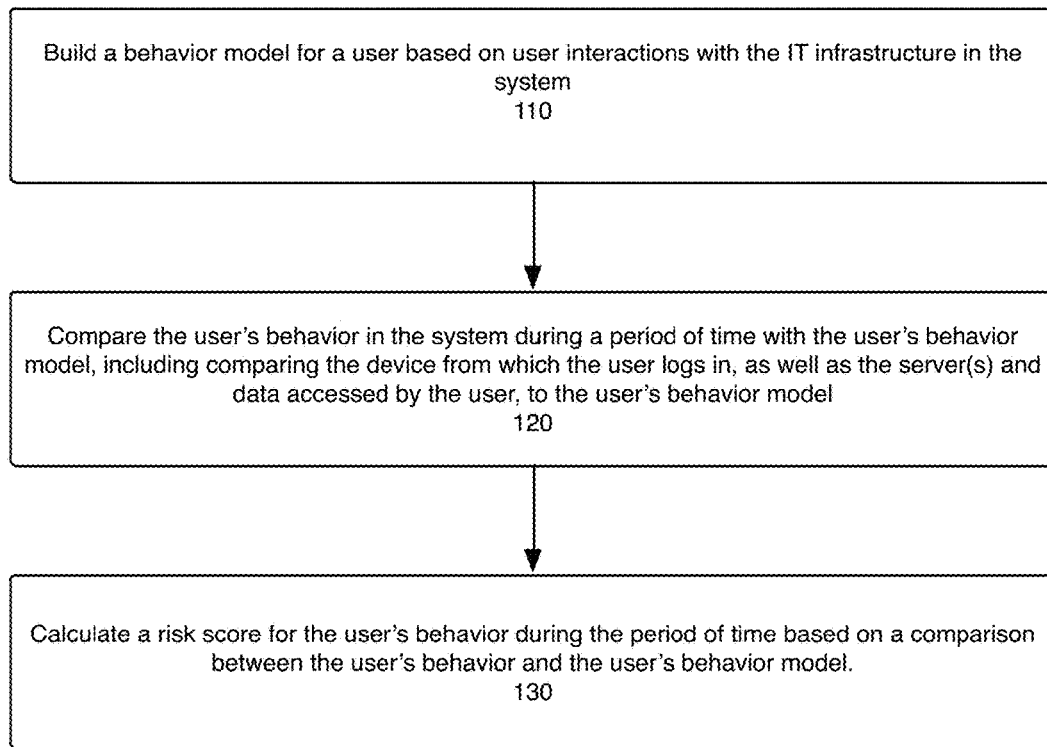 Build a behavior model for a user based on user interactions with the IT infrastructure in the
system
110
Compare the user's behavior in the system during a period of time with the user's behavior
model, including comparing the device from which the user logs in, as well as the server(s) and
data accessed by the user, to the user's behavior model
120
Calculate a risk score for the user's behavior during the period of time based on a comparison
between the user's behavior and the user's behavior model.
130